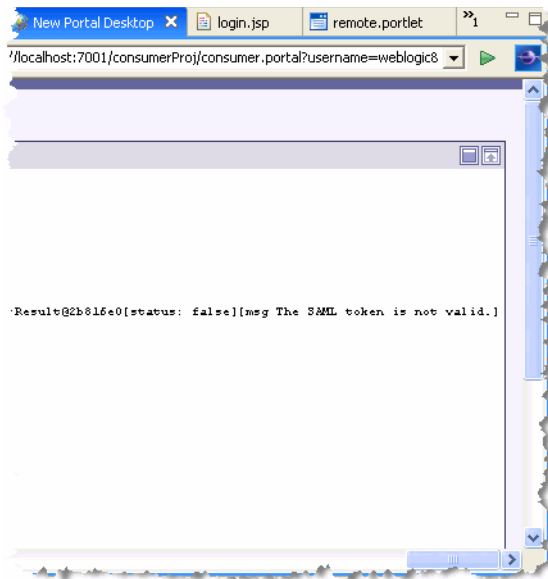 New Portal Desktop login.jsp remote.portlet »1
'/localhost:7001/consumerProj/consumer.portal?username=weblogic&
Result@2b816e0[status: false][msg The SAML token is not valid.]